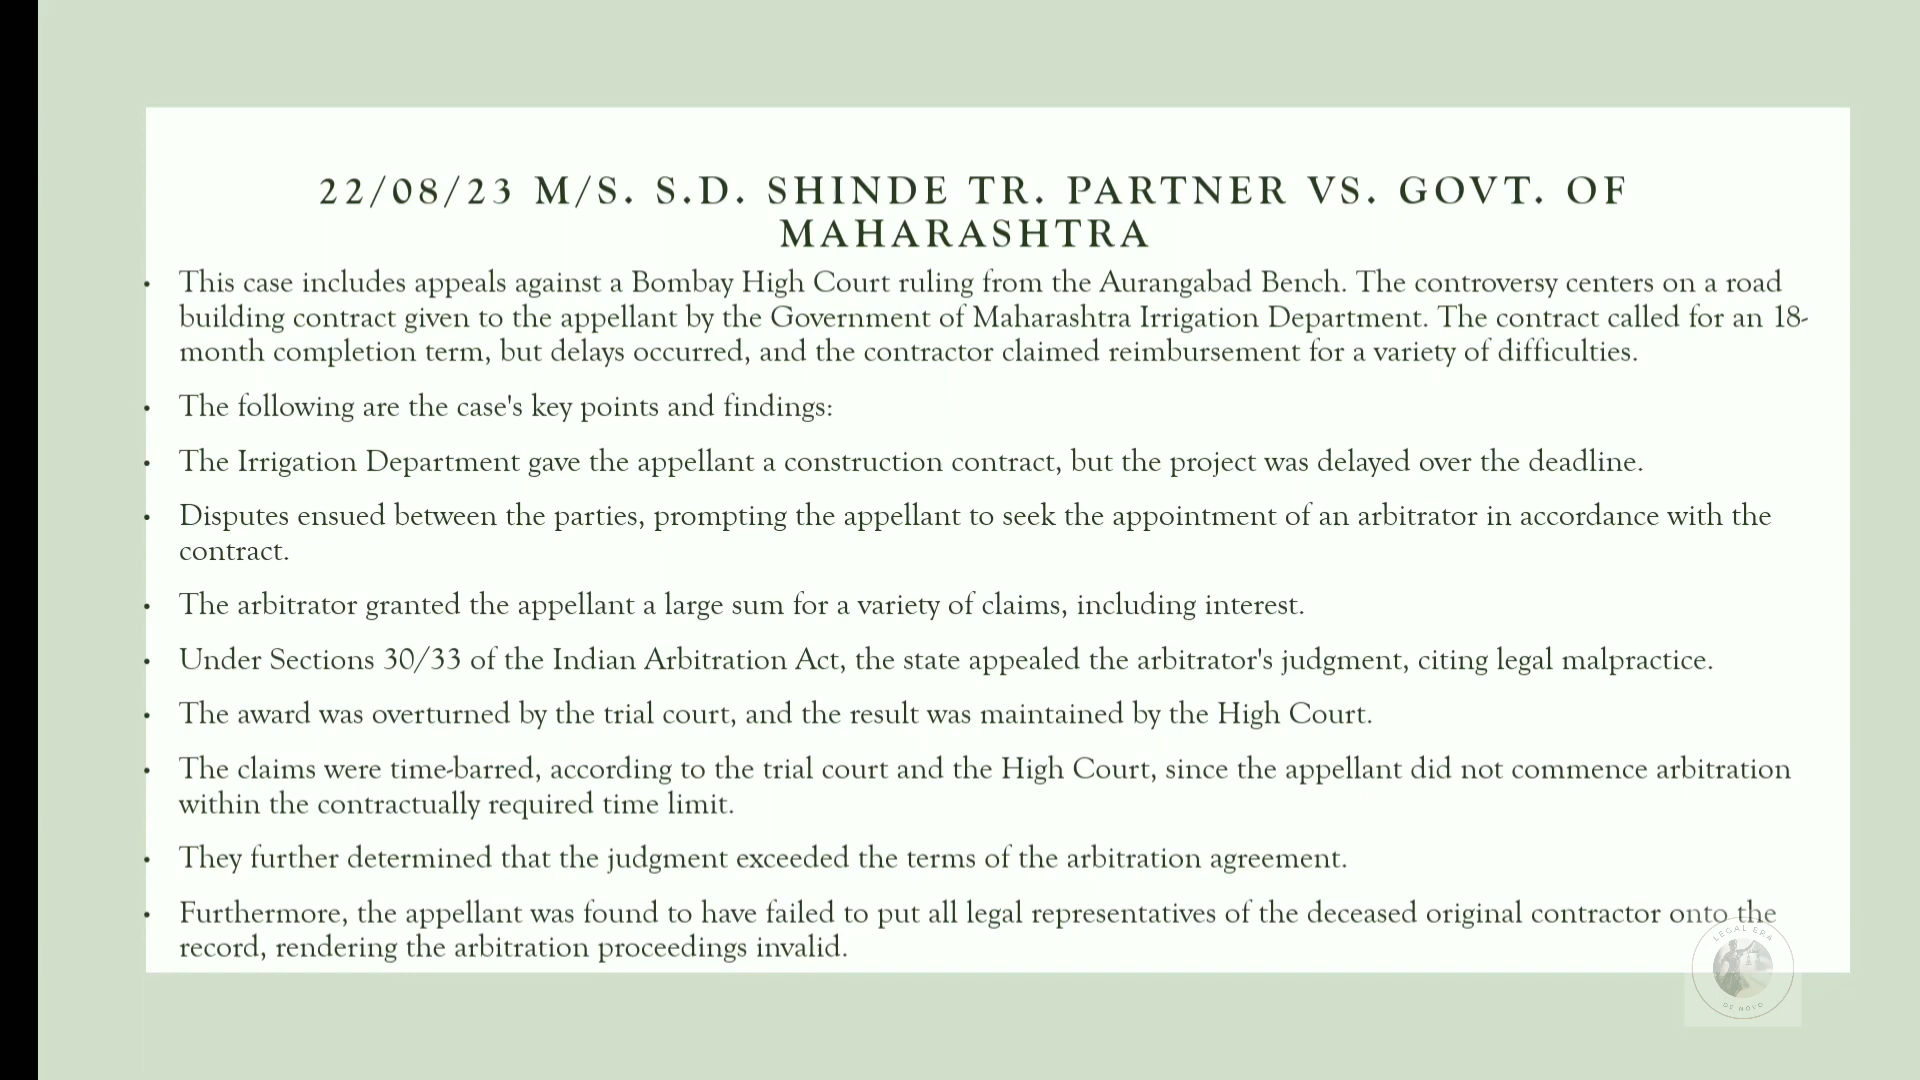 22/08/23 M/S. S.D. SHINDE TR. PARTNER VS. GOVT. OF
MAHARASHTRA
• This case includes appeals against a Bombay High Court ruling from the Aurangabad Bench. The controversy centers on a road
building contract given to the appellant by the Government of Maharashtra Irrigation Department. The contract called for an 18-
month completion term, but delays occurred, and the contractor claimed reimbursement for a variety of difficulties.
• The following are the case's key points and findings:
• The Irrigation Department gave the appellant a construction contract, but the project was delayed over the deadline.
• Disputes ensued between the parties, prompting the appellant to seek the appointment of an arbitrator in accordance with the
contract.
• The arbitrator granted the appellant a large sum for a variety of claims, including interest.
• Under Sections 30/33 of the Indian Arbitration Act, the state appealed the arbitrator's judgment, citing legal malpractice.
• The award was overturned by the trial court, and the result was maintained by the High Court.
• The claims were time-barred, according to the trial court and the High Court, since the appellant did not commence arbitration
within the contractually required time limit.
• They further determined that the judgment exceeded the terms of the arbitration agreement.
• Furthermore, the appellant was found to have failed to put all legal representatives of the deceased original contractor onto the
record, rendering the arbitration proceedings invalid.
LEGAL ERA
DE NOVO